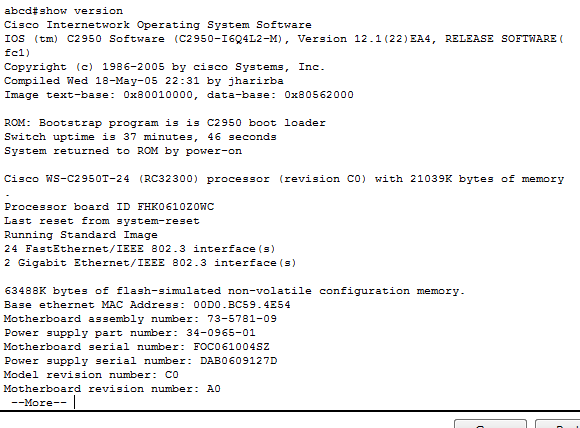 abcd#show version
Cisco Internetwork Operating System Software
IOS (tm) C2950 Software (C2950-I6Q4L2-M), Version 12.1(22)EA4, RELEASE SOFTWARE(
fc1)
Copyright (c) 1986-2005 by cisco Systems, Inc.
Compiled Wed 18-May-05 22:31 by jharirba
Image text-base: 0x80010000, data-base: 0x80562000
ROM: Bootstrap program is is C2950 boot loader
Switch uptime is 37 minutes, 46 seconds
System returned to ROM by power-on
Cisco WS-C2950T-24 (RC32300) processor (revision C0) with 21039K bytes of memory
.
Processor board ID FHK0610Z0WC
Last reset from system-reset
Running Standard Image
24 FastEthernet/IEEE 802.3 interface(s)
2 Gigabit Ethernet/IEEE 802.3 interface(s)
63488K bytes of flash-simulated non-volatile configuration memory.
Base ethernet MAC Address: 00D0.BC59.4E54
Motherboard assembly number: 73-5781-09
Power supply part number: 34-0965-01
Motherboard serial number: FOC061004SZ
Power supply serial number: DAB0609127D
Model revision number: C0
Motherboard revision number: A0
--More--